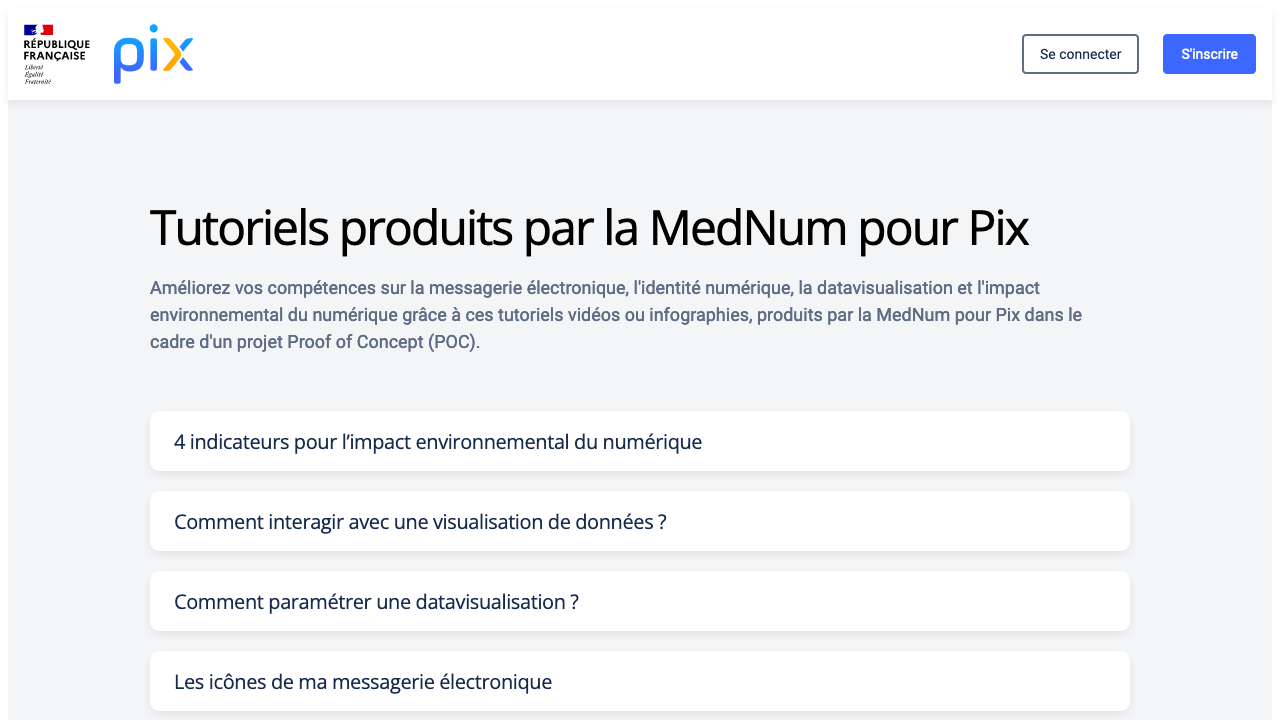 RÉPUBLIQUE
FRANÇAISE
Liberté
Égalité
Fraternité
pix
Se connecter
S'inscrire
Tutoriels produits par la MedNum pour Pix
Améliorez vos compétences sur la messagerie électronique, l'identité numérique, la datavisualisation et l'impact
environnemental du numérique grâce à ces tutoriels vidéos ou infographies, produits par la MedNum pour Pix dans le
cadre d'un projet Proof of Concept (POC).
4 indicateurs pour l’impact environnemental du numérique
Comment interagir avec une visualisation de données ?
Comment paramétrer une datavisualisation ?
Les icônes de ma messagerie électronique